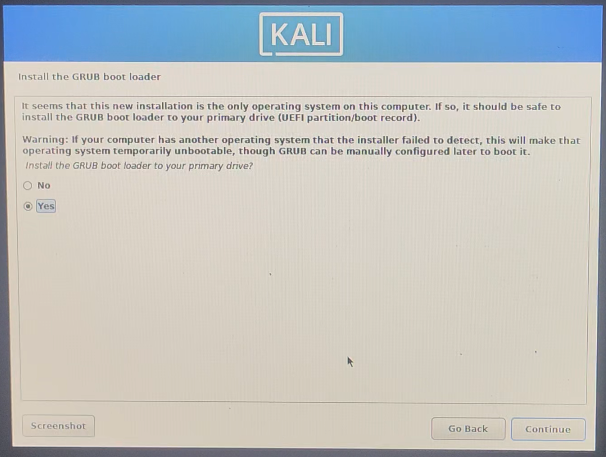 KALI
Install the GRUB boot loader
It seems that this new installation is the only operating system on this computer. If so, it should be safe to
install the GRUB boot loader to your primary drive (UEFI partition/boot record).
Warning: If your computer has another operating system that the installer failed to detect, this will make that
operating system temporarily unbootable, though GRUB can be manually configured later to boot it.
Install the GRUB boot loader to your primary drive?
No
Yes
Screenshot
Go Back
Continue